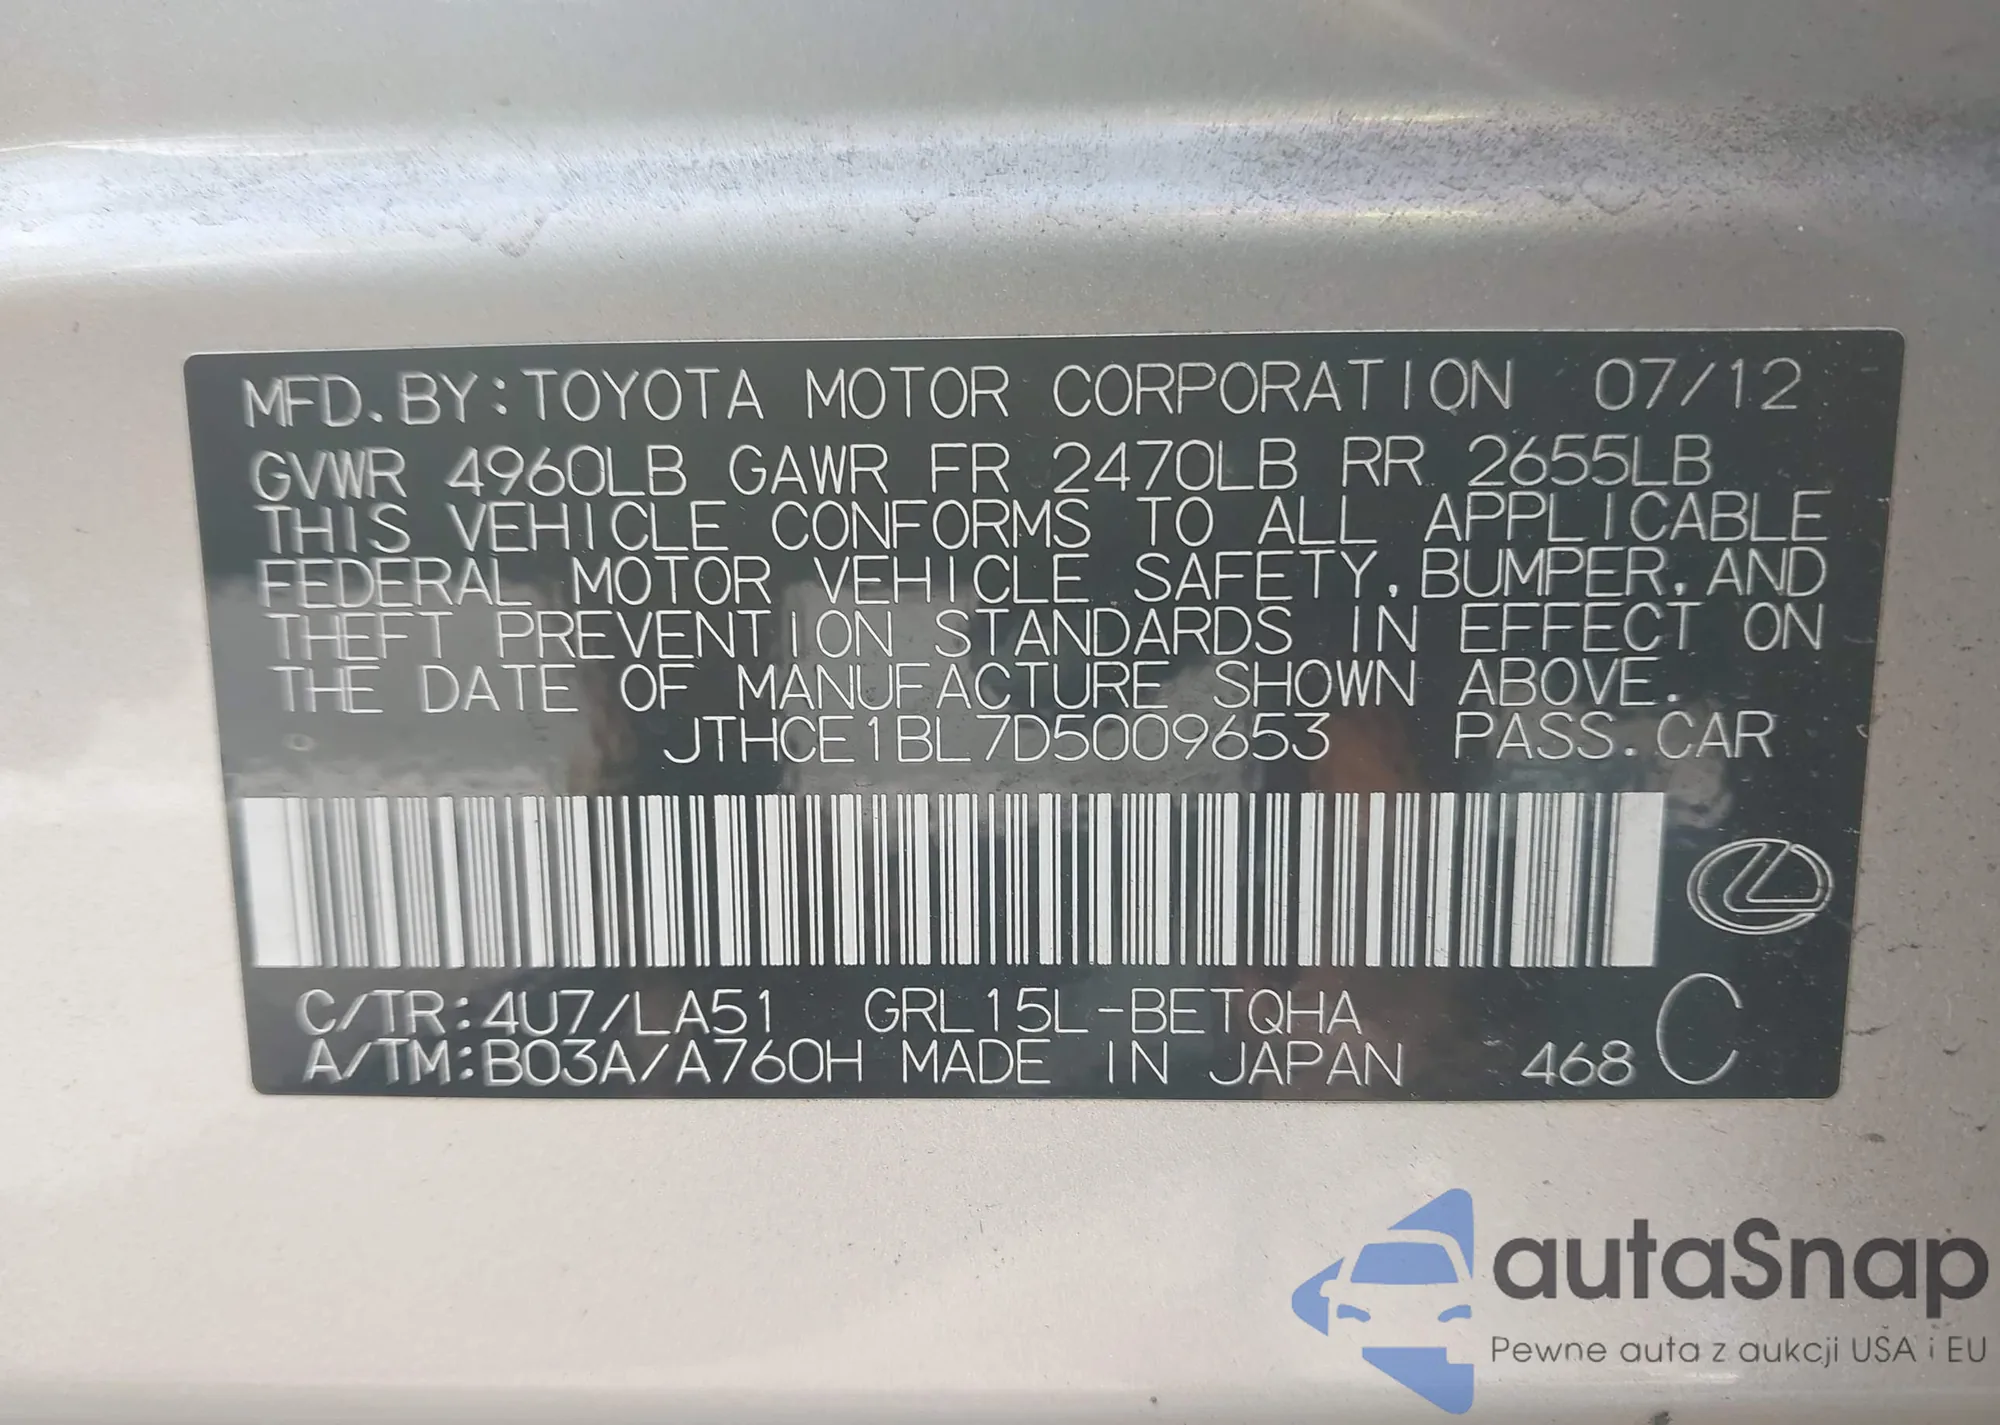 MFD. BY: TOYOTA MOTOR CORPORATION 07/12
GVWR 4960LB GAWR FR 2470LB RR 2655LB
THIS VEHICLE CONFORMS TO ALL APPLICABLE
FEDERAL MOTOR VEHICLE SAFETY, BUMPER, AND
THEFT PREVENTION STANDARDS IN EFFECT ON
THE DATE OF MANUFACTURE SHOWN ABOVE.
JTHCE1BL7D5009653 PASS. CAR
C/TR: 4U7/LA51 GRL15L-BETQHA
A/TM: B03A/A760H MADE IN JAPAN 468 C
autaSnap
Pewne auta z aukcji USA i EU